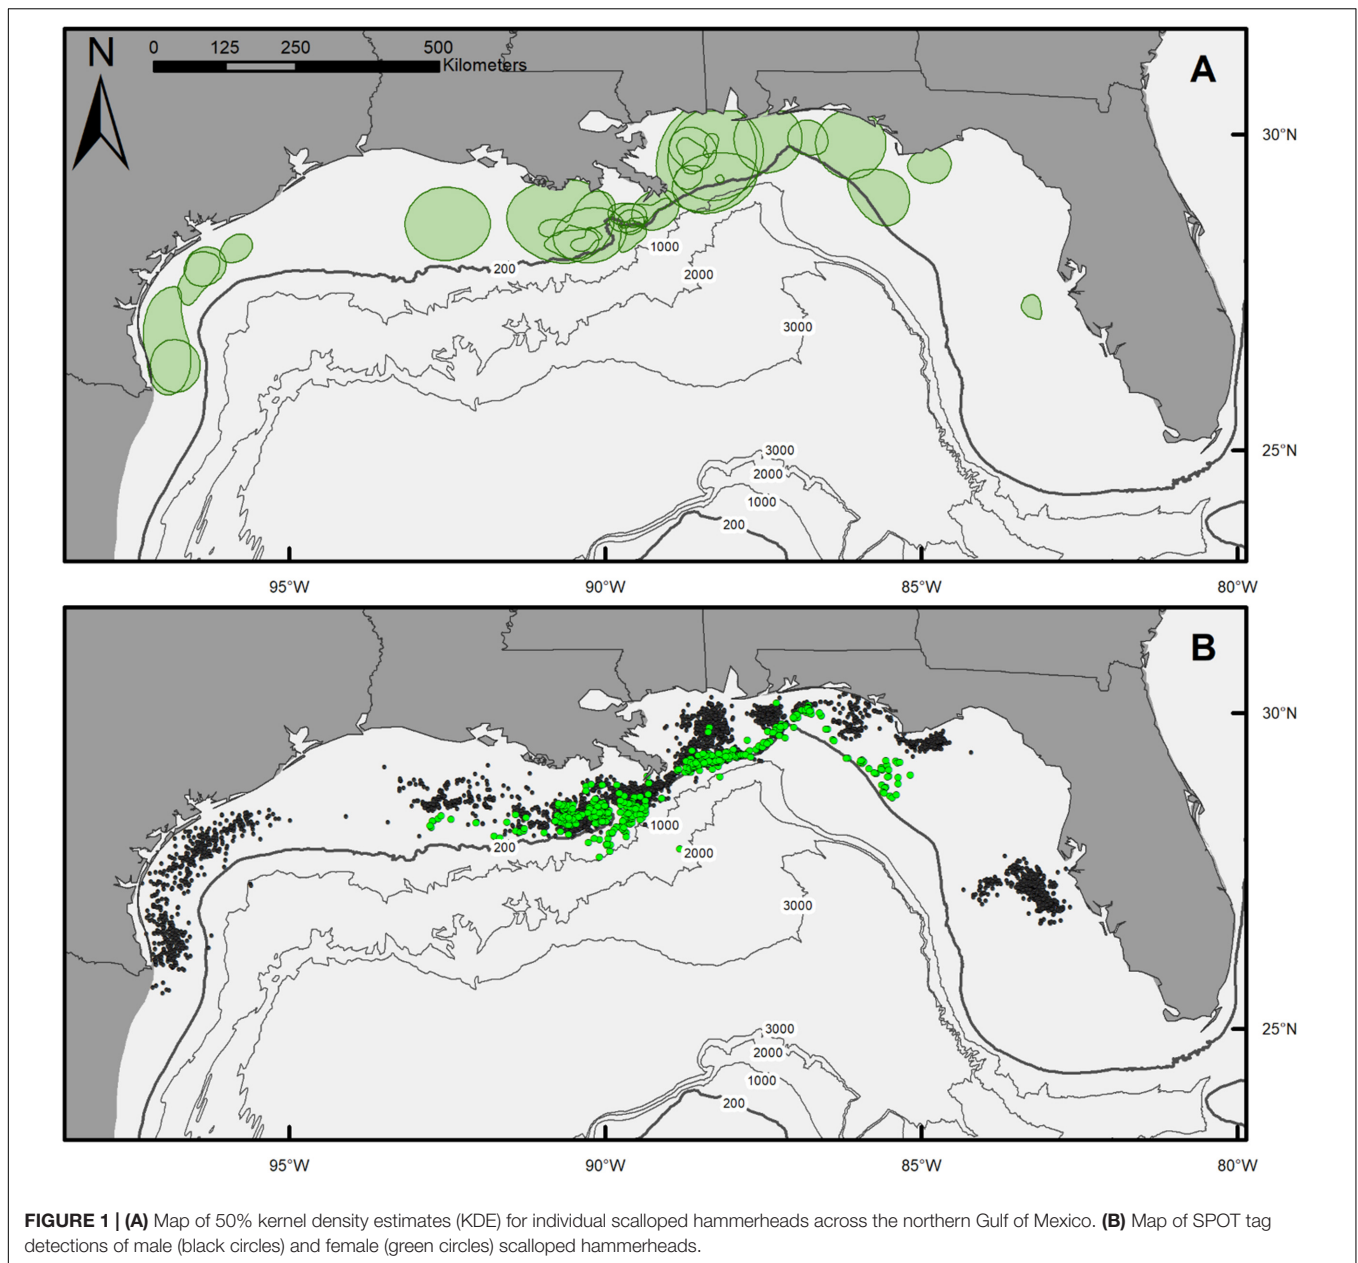 N
0 125 250 500
Kilometers
A
30°N
1000
200
2000
3000
25°N
3000
2000
1000
200
95°W 90°W 85°W 80°W
B
30°N
1000
200
2000
3000
25°N
3000
2000
1000
200
95°W 90°W 85°W 80°W
FIGURE 1 | (A) Map of 50% kernel density estimates (KDE) for individual scalloped hammerheads across the northern Gulf of Mexico. (B) Map of SPOT tag
detections of male (black circles) and female (green circles) scalloped hammerheads.